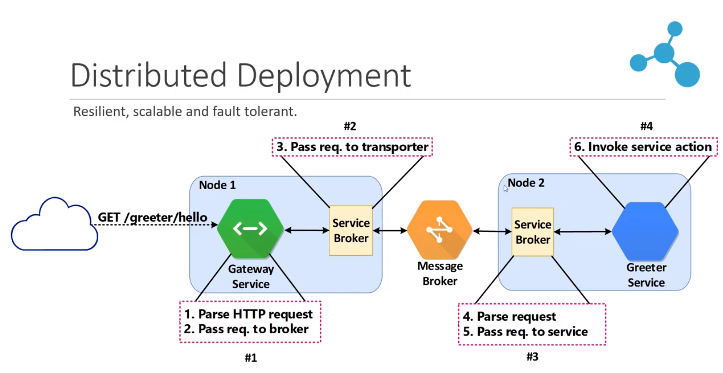 Distributed Deployment
Resilient, scalable and fault tolerant.
#2
3. Pass req. to transporter
#4
6. Invoke service action
Node 1
Node 2
GET /greeter/hello
Service
Broker
Service
Broker
Gateway
Service
Message
Broker
Greeter
Service
1. Parse HTTP request
2. Pass req. to broker
#1
4. Parse request
5. Pass req. to service
#3